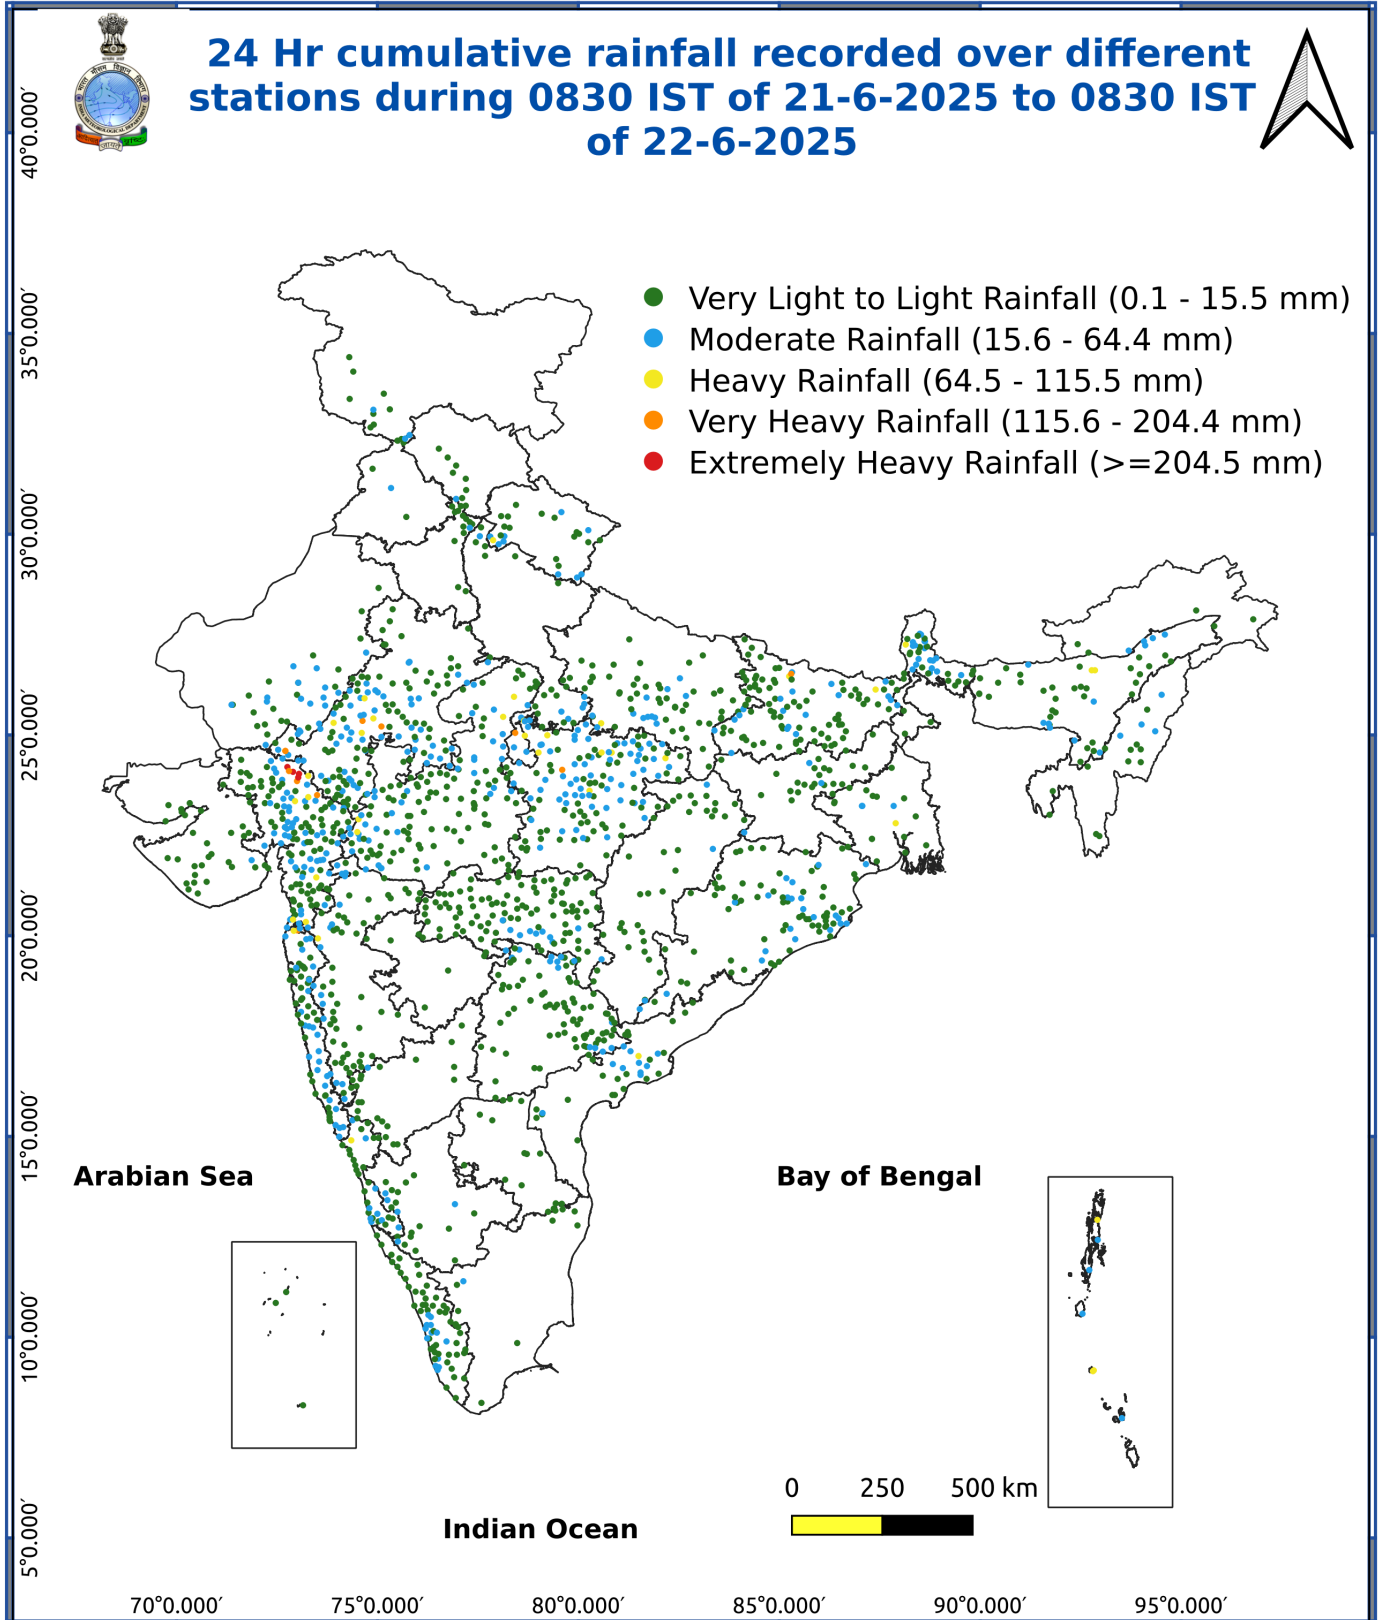 24 Hr cumulative rainfall recorded over different
stations during 0830 IST of 21-6-2025 to 0830 IST
of 22-6-2025
Very Light to Light Rainfall (0.1 - 15.5 mm)
Moderate Rainfall (15.6 - 64.4 mm)
Heavy Rainfall (64.5 - 115.5 mm)
Very Heavy Rainfall (115.6 - 204.4 mm)
Extremely Heavy Rainfall (>=204.5 mm)
40°0.000′
35°0.000′
30°0.000′
25°0.000′
20°0.000′
15°0.000′
10°0.000′
5°0.000′
Arabian Sea
Bay of Bengal
Indian Ocean
0 250 500 km
70°0.000′ 75°0.000′ 80°0.000′ 85°0.000′ 90°0.000′ 95°0.000′